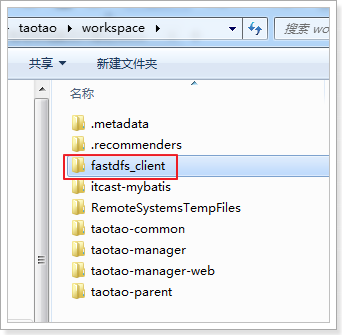 taotao ▸ workspace ▸
搜索 wo
共享 ▼ 新建文件夹
名称
.metadata
.recommenders
fastdfs_client
itcast-mybatis
RemoteSystemsTempFiles
taotao-common
taotao-manager
taotao-manager-web
taotao-parent